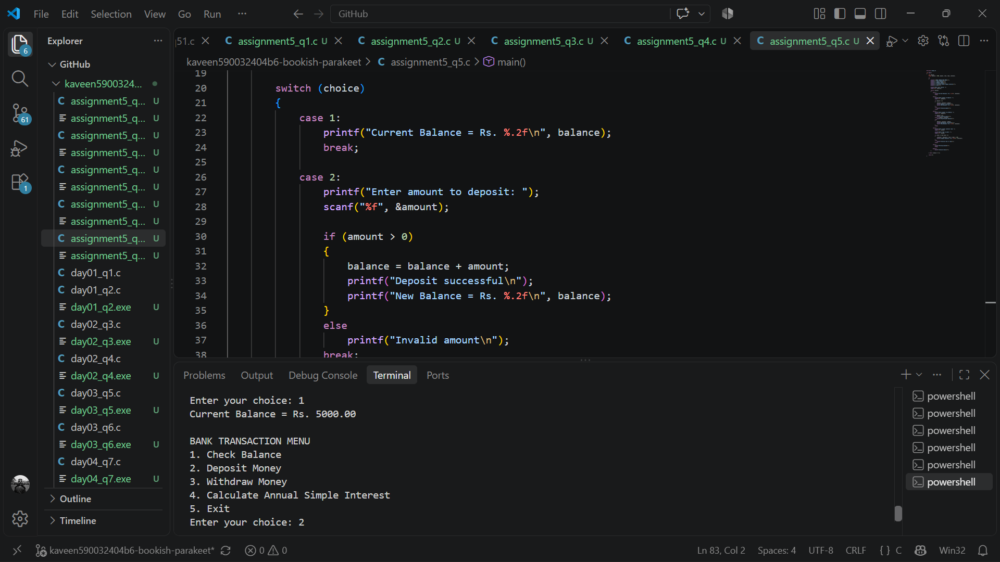 File Edit Selection View Go Run ···
GitHub
Explorer ···
6
61
1
GitHub
kaveen5900324...
assignment5_q... U
assignment5_q... U
assignment5_q... U
assignment5_q... U
assignment5_q... U
assignment5_q... U
assignment5_q... U
assignment5_q... U
assignment5_q... U
assignment5_q... U
day01_q1.c
day01_q2.c
day01_q2.exe U
day02_q3.c
day02_q3.exe U
day02_q4.c
day02_q4.exe U
day03_q5.c
day03_q5.exe U
day03_q6.c
day03_q6.exe U
day04_q7.c
day04_q7.exe U
Outline
Timeline
51.c C assignment5_q1.c U C assignment5_q2.c U C assignment5_q3.c U C assignment5_q4.c U C assignment5_q5.c U
kaveen590032404b6-bookish-parakeet > C assignment5_q5.c > main()
19
20 switch (choice)
21 {
22 case 1:
23 printf("Current Balance = Rs. %.2f\n", balance);
24 break;
25
26 case 2:
27 printf("Enter amount to deposit: ");
28 scanf("%f", &amount);
29
30 if (amount > 0)
31 {
32 balance = balance + amount;
33 printf("Deposit successful\n");
34 printf("New Balance = Rs. %.2f\n", balance);
35 }
36 else
37 printf("Invalid amount\n");
38 break;
Problems Output Debug Console Terminal Ports
Enter your choice: 1
Current Balance = Rs. 5000.00
BANK TRANSACTION MENU
1. Check Balance
2. Deposit Money
3. Withdraw Money
4. Calculate Annual Simple Interest
5. Exit
Enter your choice: 2
powershell
powershell
powershell
powershell
powershell
powershell
kaveen590032404b6-bookish-parakeet* 0 0 Ln 83, Col 2 Spaces: 4 UTF-8 CRLF {} C Win32